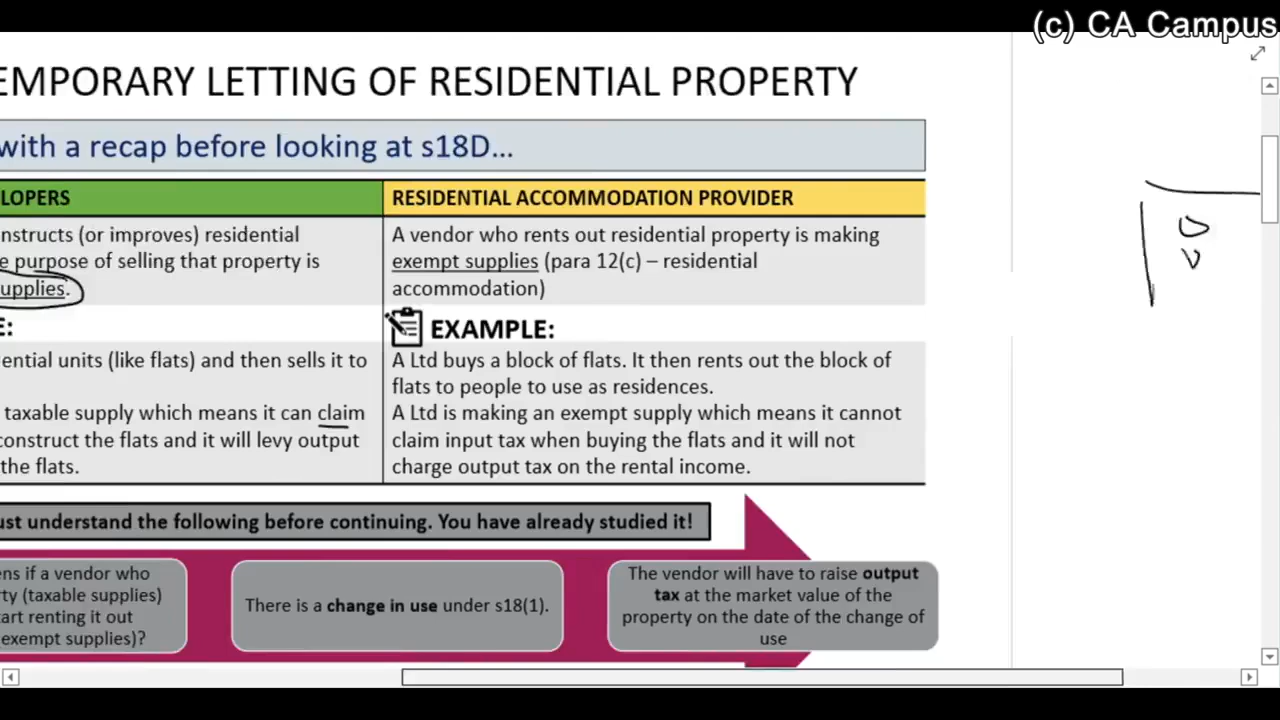 (c) CA Campus
EMPORARY LETTING OF RESIDENTIAL PROPERTY
with a recap before looking at s18D...
LOPERS
nstructs (or improves) residential
e purpose of selling that property is
upplies.
E:
ential units (like flats) and then sells it to
taxable supply which means it can claim
construct the flats and it will levy output
the flats.
RESIDENTIAL ACCOMMODATION PROVIDER
A vendor who rents out residential property is making
exempt supplies (para 12(c) – residential
accommodation)
EXAMPLE:
A Ltd buys a block of flats. It then rents out the block of
flats to people to use as residences.
A Ltd is making an exempt supply which means it cannot
claim input tax when buying the flats and it will not
charge output tax on the rental income.
ust understand the following before continuing. You have already studied it!
ens if a vendor who
rty (taxable supplies)
art renting it out
exempt supplies)?
There is a change in use under s18(1).
The vendor will have to raise output
tax at the market value of the
property on the date of the change of
use